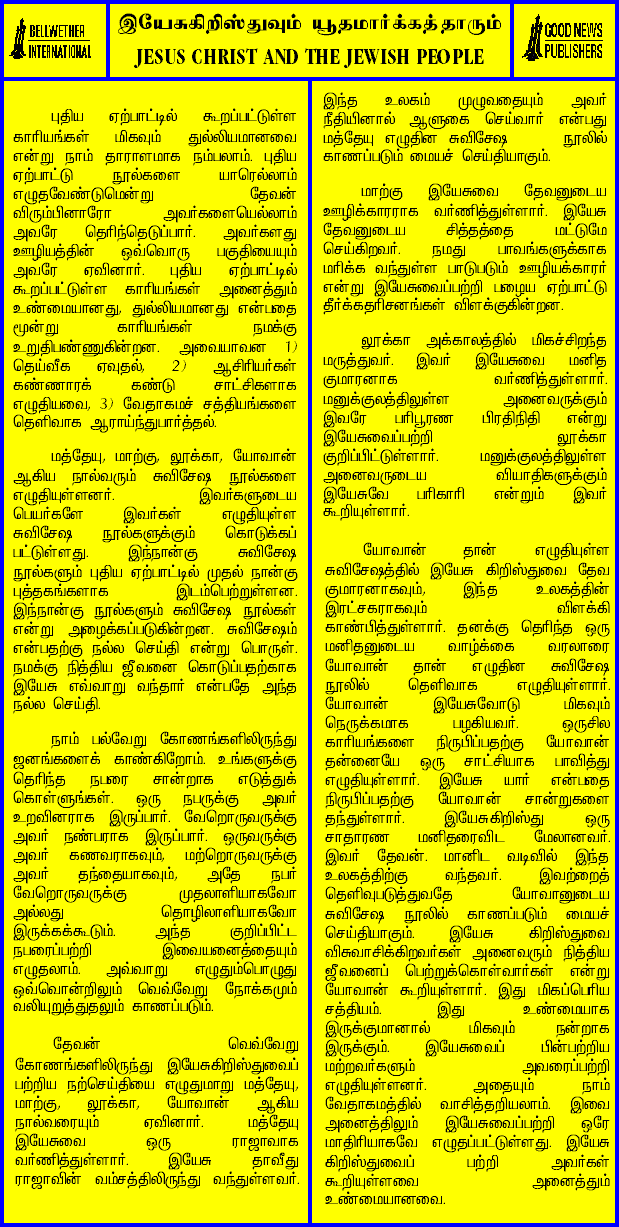 BELLWETHER
INTERNATIONAL
இயேசுகிறிஸ்துவும் யூதமார்க்கத்தாரும்
JESUS CHRIST AND THE JEWISH PEOPLE
GOOD NEWS
PUBLISHERS
புதிய ஏற்பாட்டில் கூறப்பட்டுள்ள
காரியங்கள் மிகவும் துல்லியமானவை
என்று நாம் தாராளமாக நம்பலாம். புதிய
ஏற்பாட்டு நூல்களை யாரெல்லாம்
எழுதவேண்டுமென்று தேவன்
விரும்பினாரோ அவர்களையெல்லாம்
அவரே தெரிந்தெடுப்பார். அவர்களது
ஊழியத்தின் ஒவ்வொரு பகுதியையும்
அவரே ஏவினார். புதிய ஏற்பாட்டில்
கூறப்பட்டுள்ள காரியங்கள் அனைத்தும்
உண்மையானது, துல்லியமானது என்பதை
மூன்று காரியங்கள் நமக்கு
உறுதிபண்ணுகின்றன. அவையாவன 1)
தெய்வீக ஏவுதல், 2) ஆசிரியர்கள்
கண்ணாரக் கண்டு சாட்சிகளாக
எழுதியவை, 3) வேதாகமச் சத்தியங்களை
தெளிவாக ஆராய்ந்துபார்த்தல்.
மத்தேயு, மாற்கு, லூக்கா, யோவான்
ஆகிய நால்வரும் சுவிசேஷ நூல்களை
எழுதியுள்ளனர். இவர்களுடைய
பெயர்களே இவர்கள் எழுதியுள்ள
சுவிசேஷ நூல்களுக்கும் கொடுக்கப்
பட்டுள்ளது. இந்நான்கு சுவிசேஷ
நூல்களும் புதிய ஏற்பாட்டில் முதல் நான்கு
புத்தகங்களாக இடம்பெற்றுள்ளன.
இந்நான்கு நூல்களும் சுவிசேஷ நூல்கள்
என்று அழைக்கப்படுகின்றன. சுவிசேஷம்
என்பதற்கு நல்ல செய்தி என்று பொருள்.
நமக்கு நித்திய ஜீவனை கொடுப்பதற்காக
இயேசு எவ்வாறு வந்தார் என்பதே அந்த
நல்ல செய்தி.
நாம் பல்வேறு கோணங்களிலிருந்து
ஜனங்களைக் காண்கிறோம். உங்களுக்கு
தெரிந்த நபரை சான்றாக எடுத்துக்
கொள்ளுங்கள். ஒரு நபருக்கு அவர்
உறவினராக இருப்பார். வேறொருவருக்கு
அவர் நண்பராக இருப்பார். ஒருவருக்கு
அவர் கணவராகவும், மற்றொருவருக்கு
அவர் தந்தையாகவும், அதே நபர்
வேறொருவருக்கு முதலாளியாகவோ
அல்லது தொழிலாளியாகவோ
இருக்கக்கூடும். அந்த குறிப்பிட்ட
நபரைப்பற்றி இவையனைத்தையும்
எழுதலாம். அவ்வாறு எழுதும்பொழுது
ஒவ்வொன்றிலும் வெவ்வேறு நோக்கமும்
வலியுறுத்துதலும் காணப்படும்.
தேவன் வெவ்வேறு
கோணங்களிலிருந்து இயேசுகிறிஸ்துவைப்
பற்றிய நற்செய்தியை எழுதுமாறு மத்தேயு,
மாற்கு, லூக்கா, யோவான் ஆகிய
நால்வரையும் ஏவினார். மத்தேயு
இயேசுவை ஒரு ராஜாவாக
வர்ணித்துள்ளார். இயேசு தாவீது
ராஜாவின் வம்சத்திலிருந்து வந்துள்ளவர்.
இந்த உலகம் முழுவதையும் அவர்
நீதியினால் ஆளுகை செய்வார் என்பது
மத்தேயு எழுதின சுவிசேஷ நூலில்
காணப்படும் மையச் செய்தியாகும்.
மாற்கு இயேசுவை தேவனுடைய
ஊழிக்காரராக வர்ணித்துள்ளார். இயேசு
தேவனுடைய சித்தத்தை மட்டுமே
செய்கிறவர். நமது பாவங்களுக்காக
மரிக்க வந்துள்ள பாடுபடும் ஊழியக்காரர்
என்று இயேசுவைப்பற்றி பழைய ஏற்பாட்டு
தீர்க்கதரிசனங்கள் விளக்குகின்றன.
லூக்கா அக்காலத்தில் மிகச்சிறந்த
மருத்துவர். இவர் இயேசுவை மனித
குமாரனாக வர்ணித்துள்ளார்.
மனுக்குலத்திலுள்ள அனைவருக்கும்
இவரே பரிபூரண பிரதிநிதி என்று
இயேசுவைப்பற்றி லூக்கா
குறிப்பிட்டுள்ளார். மனுக்குலத்திலுள்ள
அனைவருடைய வியாதிகளுக்கும்
இயேசுவே பரிகாரி என்றும் இவர்
கூறியுள்ளார்.
யோவான் தான் எழுதியுள்ள
சுவிசேஷத்தில் இயேசு கிறிஸ்துவை தேவ
குமாரனாகவும், இந்த உலகத்தின்
இரட்சகராகவும் விளக்கி
காண்பித்துள்ளார். தனக்கு தெரிந்த ஒரு
மனிதனுடைய வாழ்க்கை வரலாரை
யோவான் தான் எழுதின சுவிசேஷ
நூலில் தெளிவாக எழுதியுள்ளார்.
யோவான் இயேசுவோடு மிகவும்
நெருக்கமாக பழகியவர். ஒருசில
காரியங்களை நிருபிப்பதற்கு யோவான்
தன்னையே ஒரு சாட்சியாக பாவித்து
எழுதியுள்ளார். இயேசு யார் என்பதை
நிருபிப்பதற்கு யோவான் சான்றுகளை
தந்துள்ளார். இயேசுகிறிஸ்து ஒரு
சாதாரண மனிதரைவிட மேலானவர்.
இவர் தேவன். மானிட வடிவில் இந்த
உலகத்திற்கு வந்தவர். இவற்றைத்
தெளிவுபடுத்துவதே யோவானுடைய
சுவிசேஷ நூலில் காணப்படும் மையச்
செய்தியாகும். இயேசு கிறிஸ்துவை
விசுவாசிக்கிறவர்கள் அனைவரும் நித்திய
ஜீவனைப் பெற்றுக்கொள்வார்கள் என்று
யோவான் கூறியுள்ளார். இது மிகப்பெரிய
சத்தியம். இது உண்மையாக
இருக்குமானால் மிகவும் நன்றாக
இருக்கும். இயேசுவைப் பின்பற்றிய
மற்றவர்களும் அவரைப்பற்றி
எழுதியுள்ளனர். அதையும் நாம்
வேதாகமத்தில் வாசித்தறியலாம். இவை
அனைத்திலும் இயேசுவைப்பற்றி ஒரே
மாதிரியாகவே எழுதப்பட்டுள்ளது. இயேசு
கிறிஸ்துவைப் பற்றி அவர்கள்
கூறியுள்ளவை அனைத்தும்
உண்மையானவை.